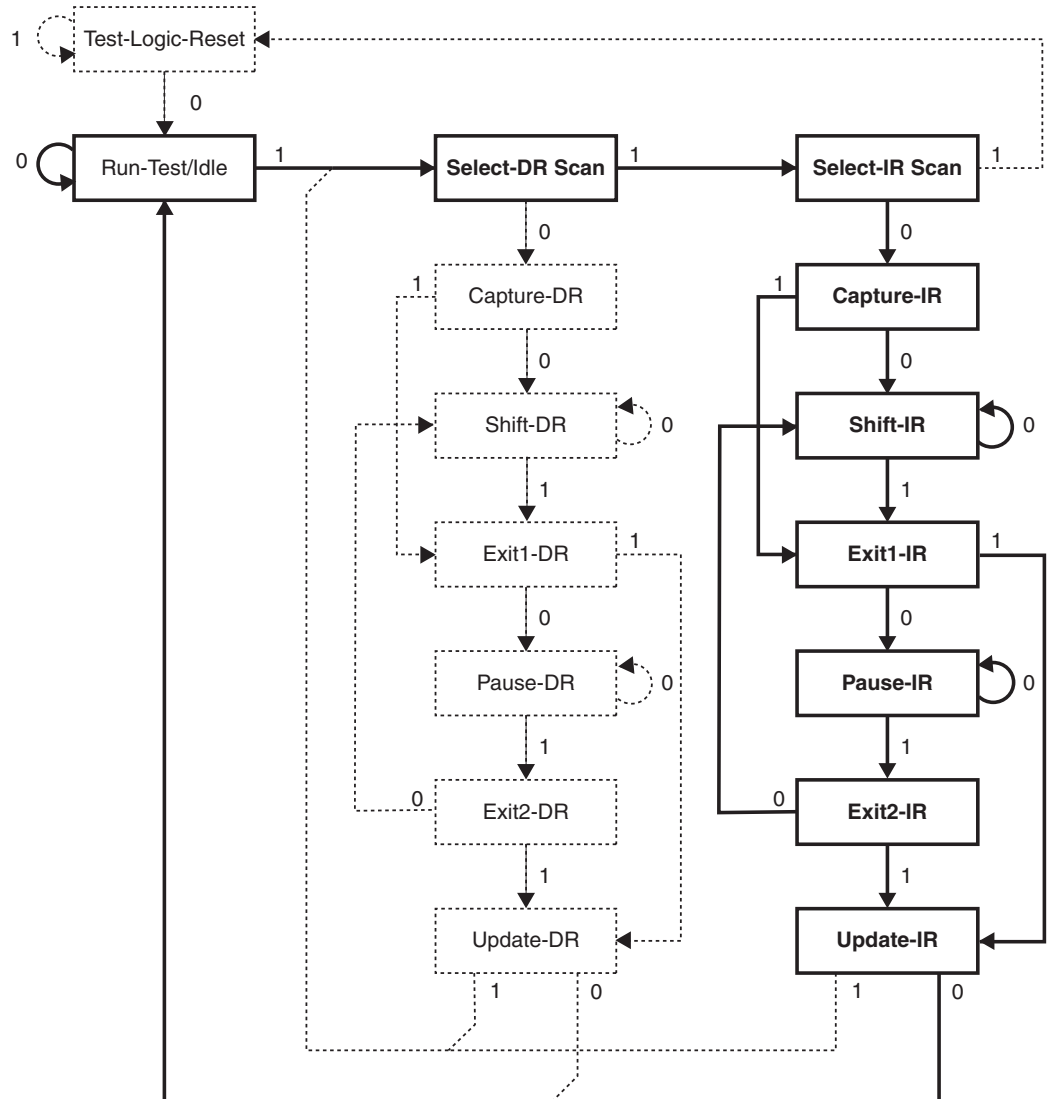 1
Test-Logic-Reset
0
0
Run-Test/Idle
1
Select-DR Scan
1
Select-IR Scan
1
0
0
1
Capture-DR
1
Capture-IR
0
0
Shift-DR
0
Shift-IR
0
1
1
Exit1-DR
1
Exit1-IR
1
0
0
Pause-DR
0
Pause-IR
0
1
1
0
Exit2-DR
0
Exit2-IR
1
1
Update-DR
Update-IR
1
0
1
0